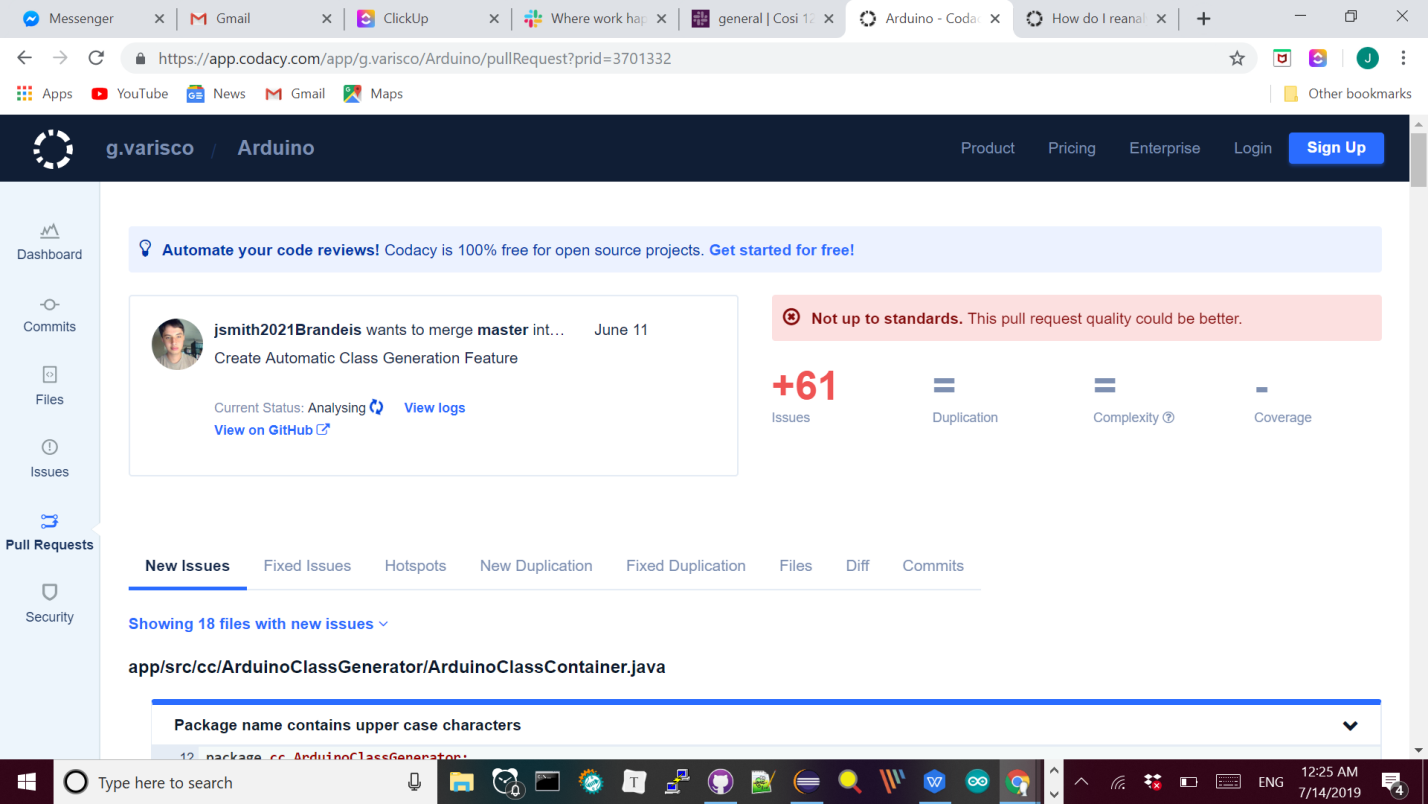 Messenger
Gmail
ClickUp
Where work hap
general | Cosi 12
Arduino - Codac
How do I reanal
https://app.codacy.com/app/g.varisco/Arduino/pullRequest?prid=3701332
J
Apps
YouTube
News
Gmail
Maps
Other bookmarks
g.varisco / Arduino
Product
Pricing
Enterprise
Login
Sign Up
Dashboard
Commits
Files
Issues
Pull Requests
Security
Automate your code reviews! Codacy is 100% free for open source projects. Get started for free!
jsmith2021Brandeis wants to merge master int… June 11
Create Automatic Class Generation Feature
Current Status: Analysing View logs
View on GitHub
Not up to standards. This pull request quality could be better.
+61 = = -
Issues Duplication Complexity Coverage
New Issues Fixed Issues Hotspots New Duplication Fixed Duplication Files Diff Commits
Showing 18 files with new issues
app/src/cc/ArduinoClassGenerator/ArduinoClassContainer.java
Package name contains upper case characters
12 package cc.ArduinoClassGenerator;
Type here to search
ENG
12:25 AM
7/14/2019
4